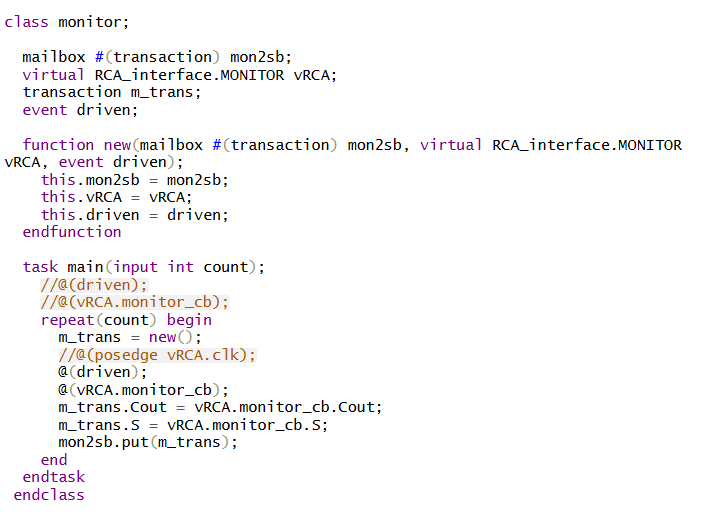 class monitor;
mailbox #(transaction) mon2sb;
virtual RCA_interface.MONITOR vRCA;
transaction m_trans;
event driven;
function new(mailbox #(transaction) mon2sb, virtual RCA_interface.MONITOR
vRCA, event driven);
this.mon2sb = mon2sb;
this.vRCA = vRCA;
this.driven = driven;
endfunction
task main(input int count);
//@(driven);
//@(vRCA.monitor_cb);
repeat(count) begin
m_trans = new();
//@(posedge vRCA.clk);
@(driven);
@(vRCA.monitor_cb);
m_trans.Cout = vRCA.monitor_cb.Cout;
m_trans.S = vRCA.monitor_cb.S;
mon2sb.put(m_trans);
end
endtask
endclass